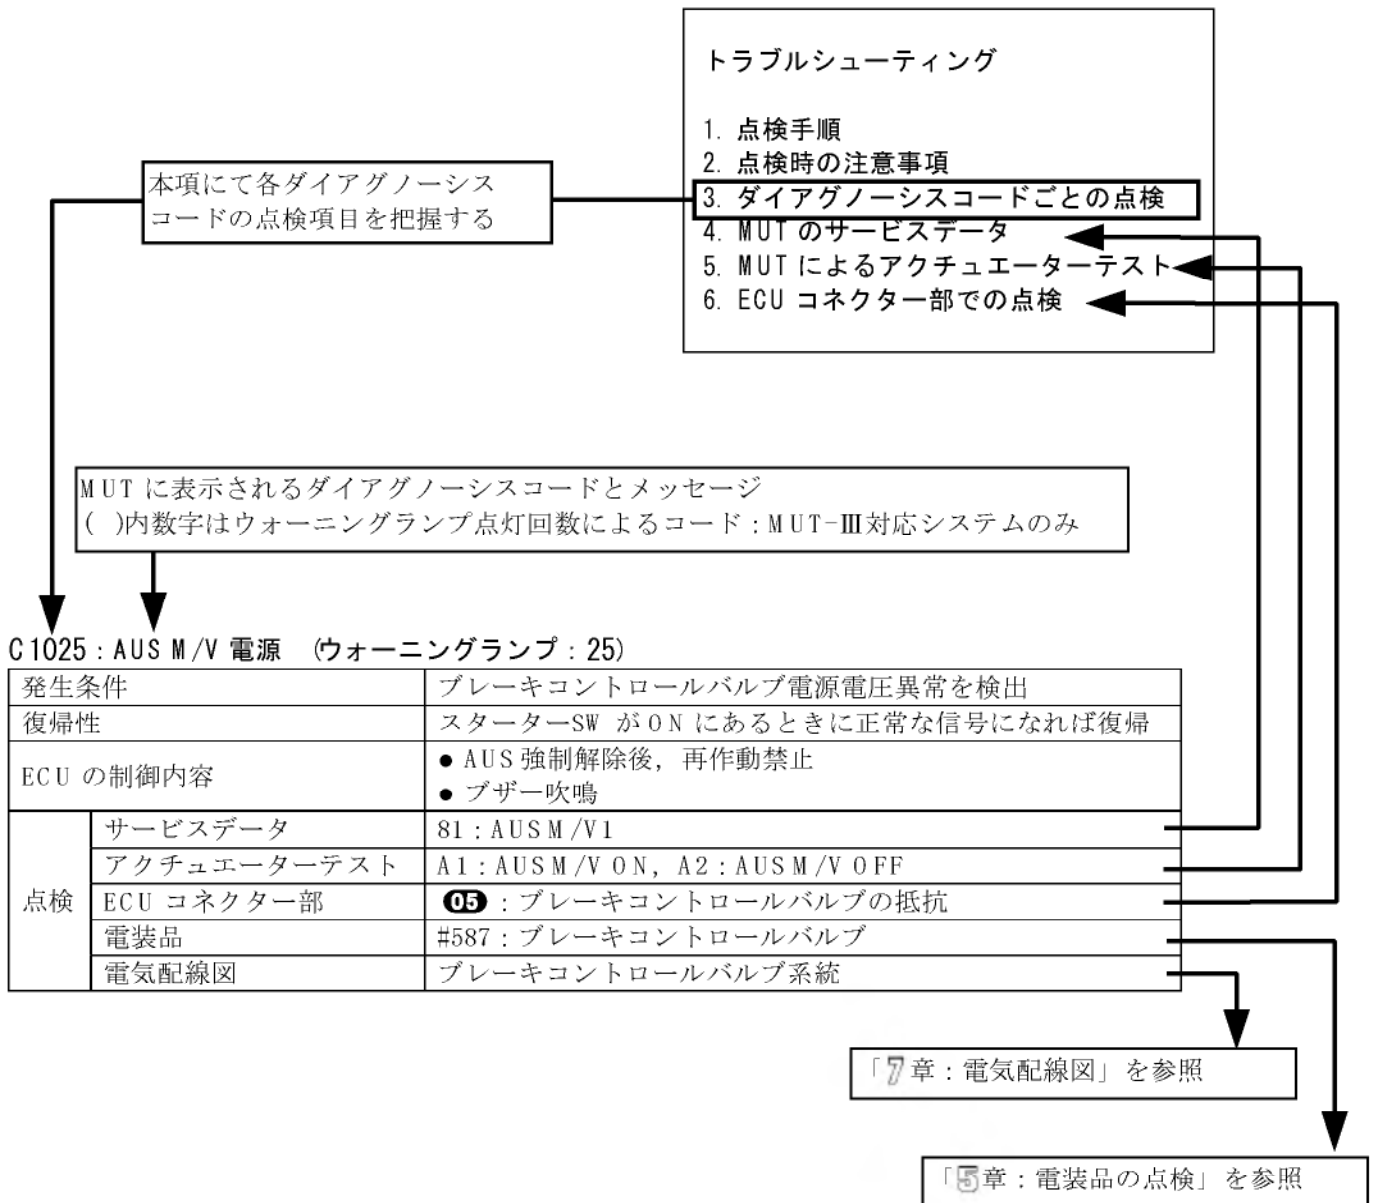 トラブルシューティング
1. 点検手順
2. 点検時の注意事項
3. ダイアグノーシスコードごとの点検
4. MUT のサービスデータ
5. MUT によるアクチュエーターテスト
6. ECU コネクター部での点検
本項にて各ダイアグノーシス
コードの点検項目を把握する
MUT に表示されるダイアグノーシスコードとメッセージ
( )内数字はウォーニングランプ点灯回数によるコード：MUT-Ⅲ対応システムのみ
C1025：AUS M/V 電源 (ウォーニングランプ：25)
発生条件 ブレーキコントロールバルブ電源電圧異常を検出
復帰性 スターターSW が ON にあるときに正常な信号になれば復帰
ECU の制御内容 ● AUS 強制解除後，再作動禁止
● ブザー吹鳴
点検 サービスデータ 81：AUSM/V1
アクチュエーターテスト A1：AUSM/V ON，A2：AUSM/V OFF
ECU コネクター部 05：ブレーキコントロールバルブの抵抗
電装品 #587：ブレーキコントロールバルブ
電気配線図 ブレーキコントロールバルブ系統
「7章：電気配線図」を参照
「5章：電装品の点検」を参照